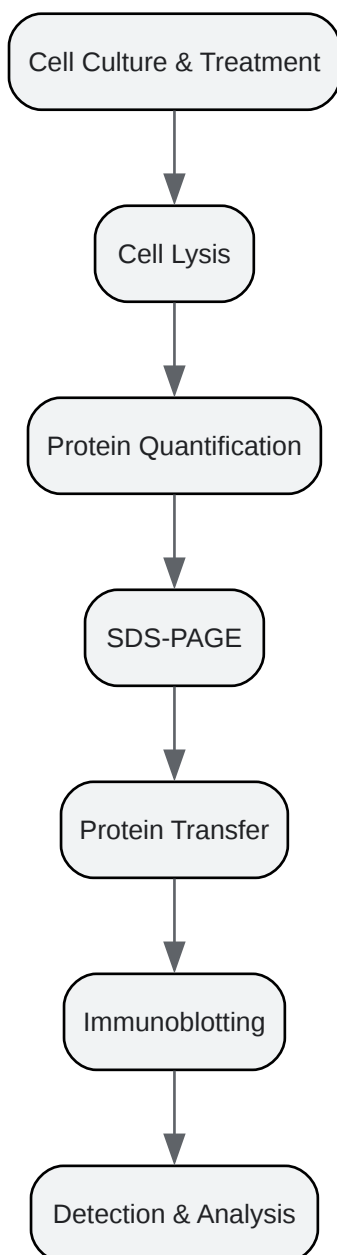 Cell Culture & Treatment
Cell Lysis
Protein Quantification
SDS-PAGE
Protein Transfer
Immunoblotting
Detection & Analysis